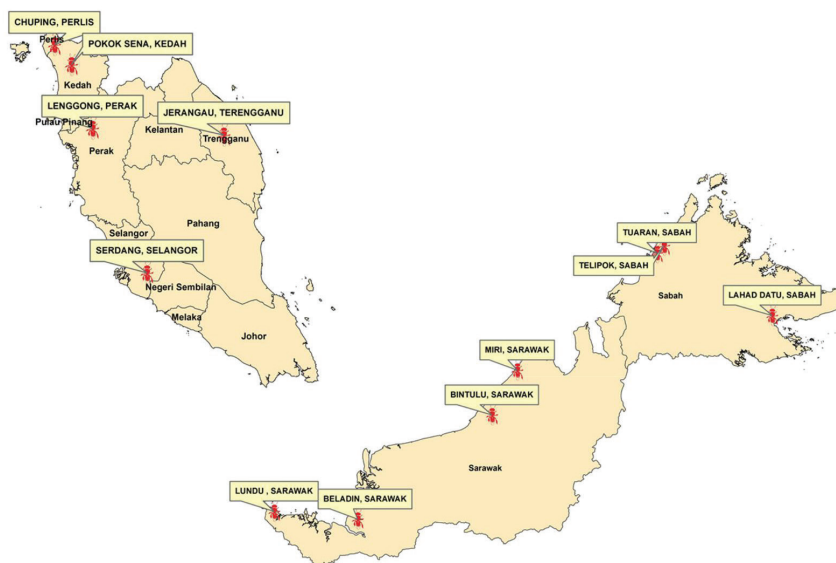 CHUPING, PERLIS
Perlis
POKOK SENA, KEDAH
Kedah
LENGGONG, PERAK
JERANGAU, TERENGGANU
Pulau Pinang
Kelantan
Trengganu
Perak
Pahang
Selangor
SERDANG, SELANGOR
Negeri Sembilan
Melaka
Johor
TUARAN, SABAH
TELIPOK, SABAH
Sabah
LAHAD DATU, SABAH
MIRI, SARAWAK
BINTULU, SARAWAK
Sarawak
LUNDU , SARAWAK
BELADIN, SARAWAK